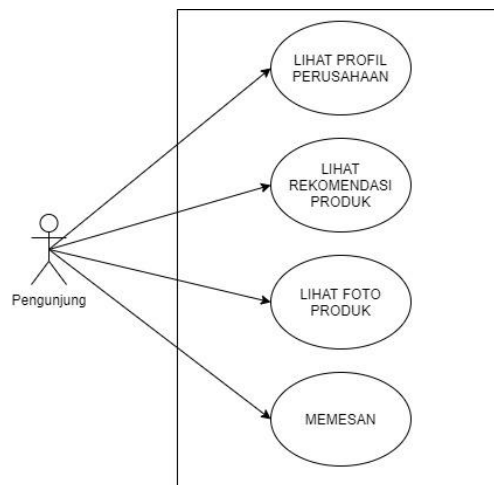 LIHAT PROFIL
PERUSAHAAN
LIHAT
REKOMENDASI
PRODUK
Pengunjung
LIHAT FOTO
PRODUK
MEMESAN